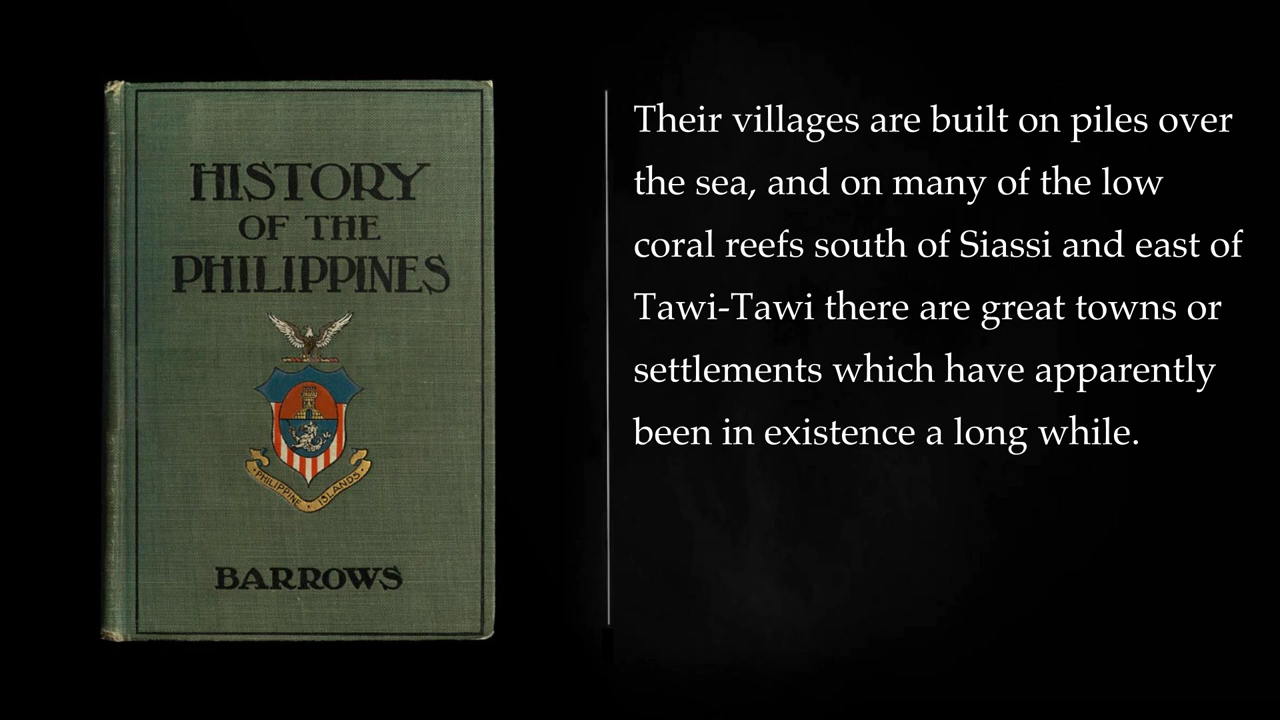 HISTORY
OF THE
PHILIPPINES
PHILIPPINE ISLANDS
BARROWS
Their villages are built on piles over
the sea, and on many of the low
coral reefs south of Siassi and east of
Tawi-Tawi there are great towns or
settlements which have apparently
been in existence a long while.